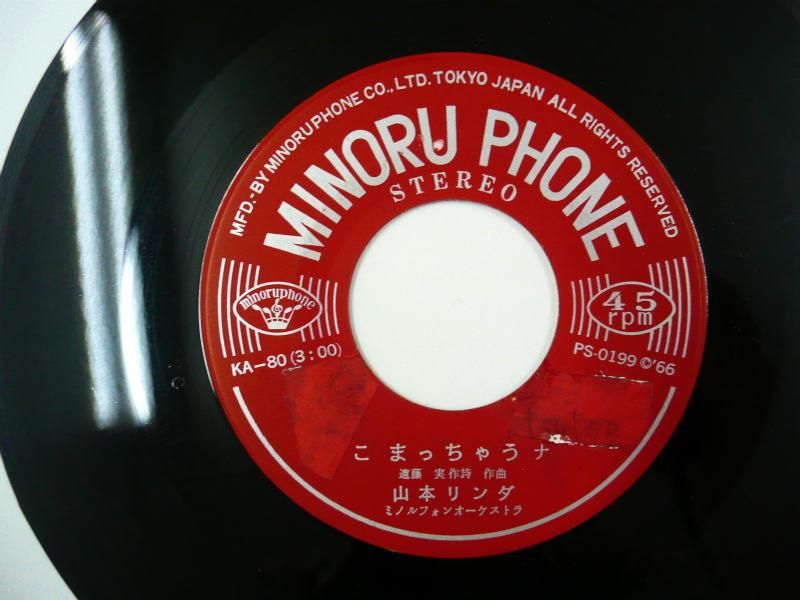 MFD.-BY MINORUPHONE CO., LTD. TOKYO JAPAN ALL RIGHTS RESERVED
MINORU PHONE
STEREO
minoruphone
45
rpm
KA-80 (3:00)
PS-0199 ©'66
こまっちゃうナ
遠藤 実作詩 作曲
山本リンダ
ミノルフォンオーケストラ